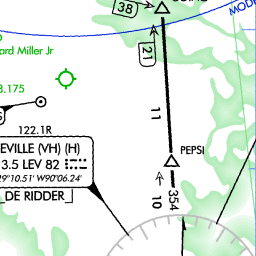 38
MODE
ard Miller Jr
21
3.175
11
122.1R
PEPSI
EVILLE (VH) (H)
3.5 LEV 82
29°10.51' W90°06.24'
DE RIDDER
354
10